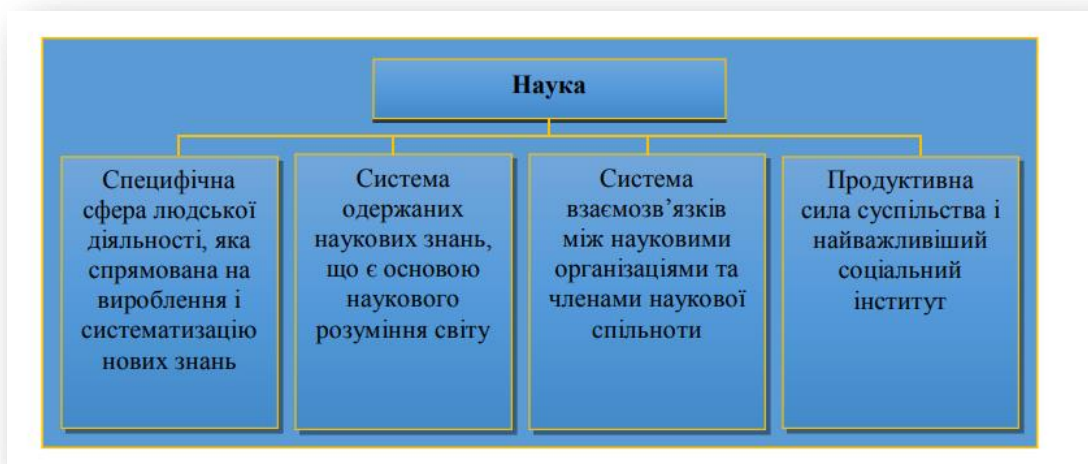 Наука
Специфічна
сфера людської
діяльності, яка
спрямована на
вироблення і
систематизацію
нових знань
Система
одержаних
наукових знань,
що є основою
наукового
розуміння світу
Система
взаємозв’язків
між науковими
організаціями та
членами наукової
спільноти
Продуктивна
сила суспільства і
найважливіший
соціальний
інститут